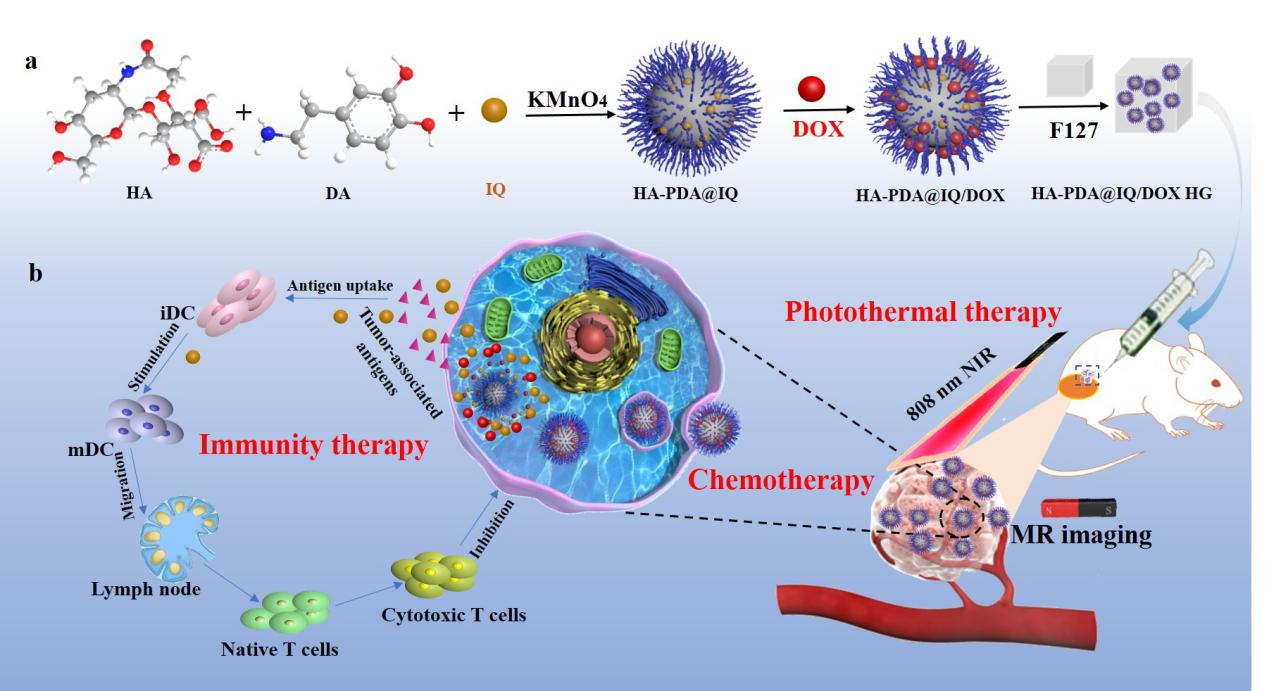 a
KMnO4
DOX
F127
HA
DA
IQ
HA-PDA@IQ
HA-PDA@IQ/DOX
HA-PDA@IQ/DOX HG
b
Antigen uptake
iDC
Tumor-associated
antigens
Stimulation
Photothermal therapy
808 nm NIR
mDC
Immunity therapy
Migration
Chemotherapy
Inhibition
N
S
MR imaging
Lymph node
Cytotoxic T cells
Native T cells